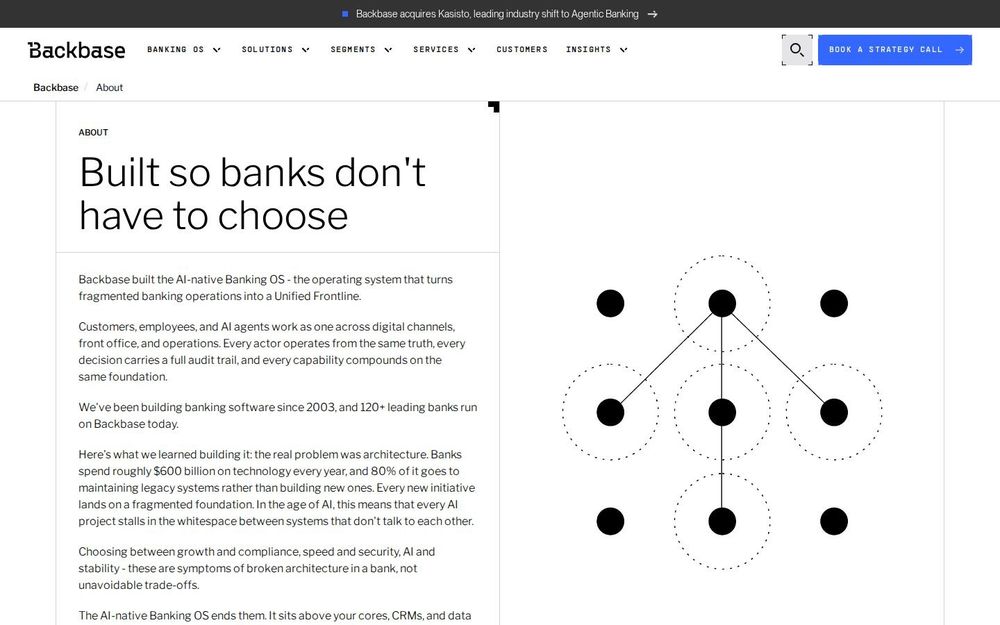 Backbase acquires Kasisto, leading industry shift to Agentic Banking
Backbase
BANKING OS
SOLUTIONS
SEGMENTS
SERVICES
CUSTOMERS
INSIGHTS
BOOK A STRATEGY CALL
Backbase / About
ABOUT
Built so banks don't
have to choose
Backbase built the AI-native Banking OS - the operating system that turns
fragmented banking operations into a Unified Frontline.
Customers, employees, and AI agents work as one across digital channels,
front office, and operations. Every actor operates from the same truth, every
decision carries a full audit trail, and every capability compounds on the
same foundation.
We've been building banking software since 2003, and 120+ leading banks run
on Backbase today.
Here's what we learned building it: the real problem was architecture. Banks
spend roughly $600 billion on technology every year, and 80% of it goes to
maintaining legacy systems rather than building new ones. Every new initiative
lands on a fragmented foundation. In the age of AI, this means that every AI
project stalls in the whitespace between systems that don't talk to each other.
Choosing between growth and compliance, speed and security, AI and
stability - these are symptoms of broken architecture in a bank, not
unavoidable trade-offs.
The AI-native Banking OS ends them. It sits above your cores, CRMs, and data